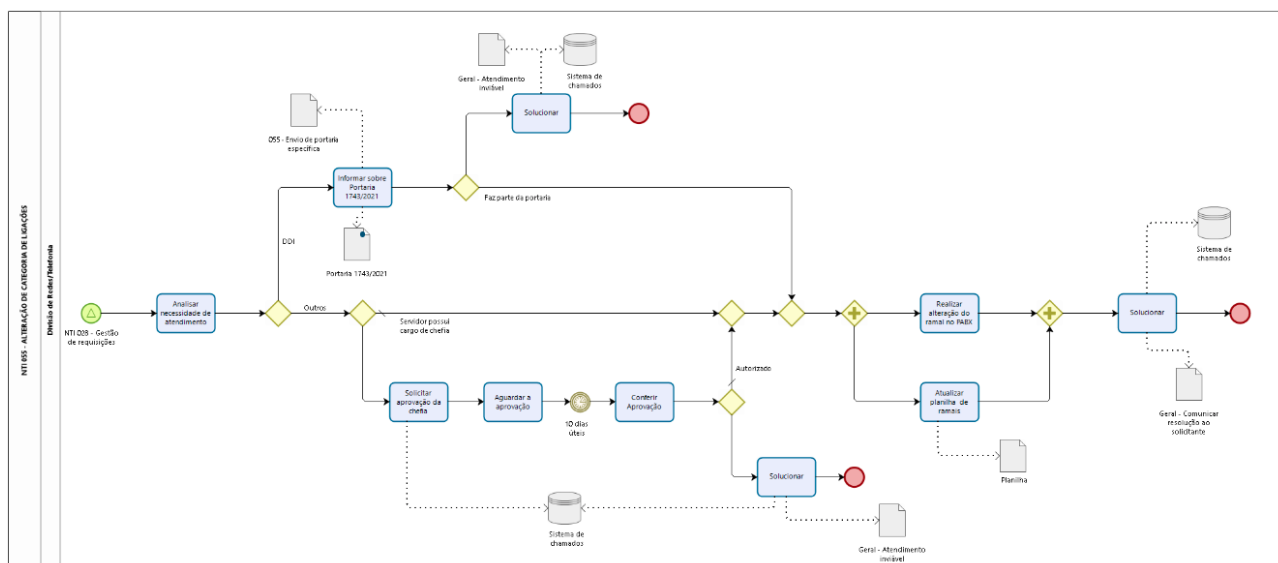 NTI 055 - ALTERAÇÃO DE CATEGORIA DE LIGAÇÕES
Divisão de Redes/Telefonia
Geral - Atendimento
inviável
Sistema de
chamados
Solucionar
055 - Envio de portaria
específica
Informar sobre
Portaria
1743/2021
Faz parte da portaria
DDI
Portaria 1743/2021
Sistema de
chamados
NTI 028 - Gestão
de requisições
Analisar
necessidade de
atendimento
Outros
Servidor possui
cargo de chefia
Realizar
alteração do
ramal no PABX
Solucionar
Solicitar
aprovação da
chefia
Aguardar a
aprovação
10 dias
úteis
Conferir
Aprovação
Autorizado
Atualizar
planilha de
ramais
Geral - Comunicar
resolução ao
solicitante
Planilha
Solucionar
Sistema de
chamados
Geral - Atendimento
inviável